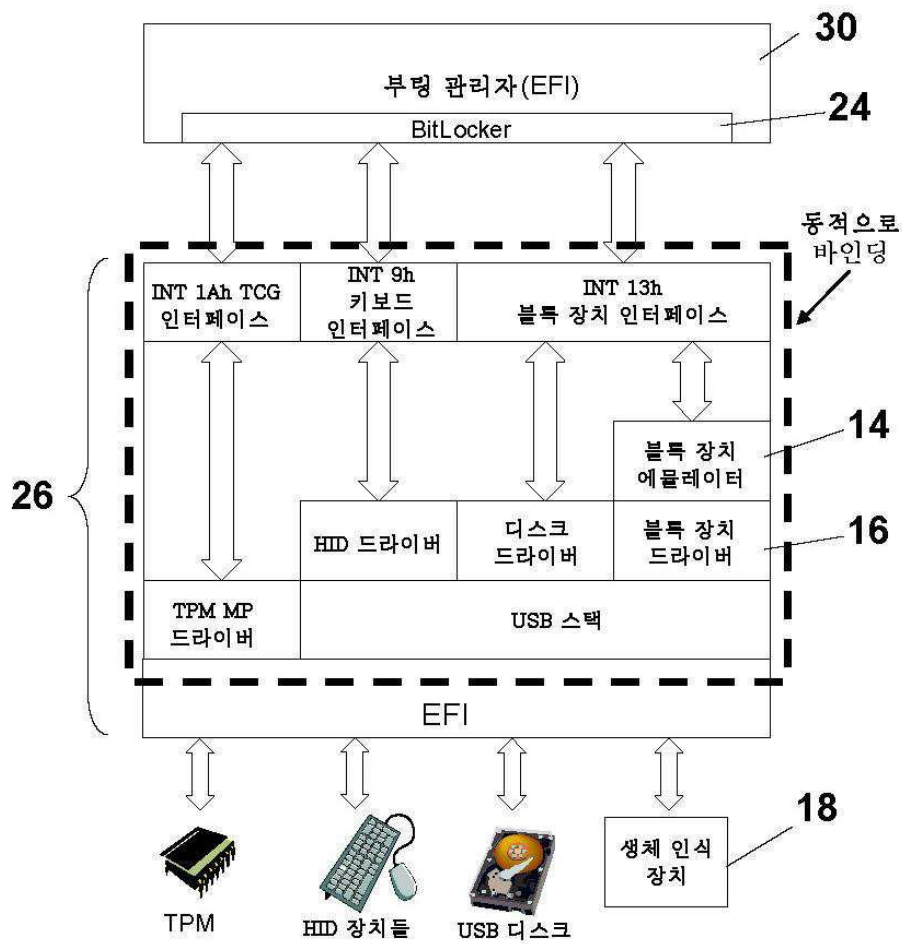 30
부팅 관리자(EFI)
24
BitLocker
동적으로
바인딩
INT 1Ah TCG
인터페이스
INT 9h
키보드
인터페이스
INT 13h
블록 장치 인터페이스
14
블록 장치
에뮬레이터
26
HID 드라이버
디스크
드라이버
블록 장치
드라이버
16
TPM MP
드라이버
USB 스택
EFI
18
생체 인식
장치
TPM
HID 장치들
USB 디스크